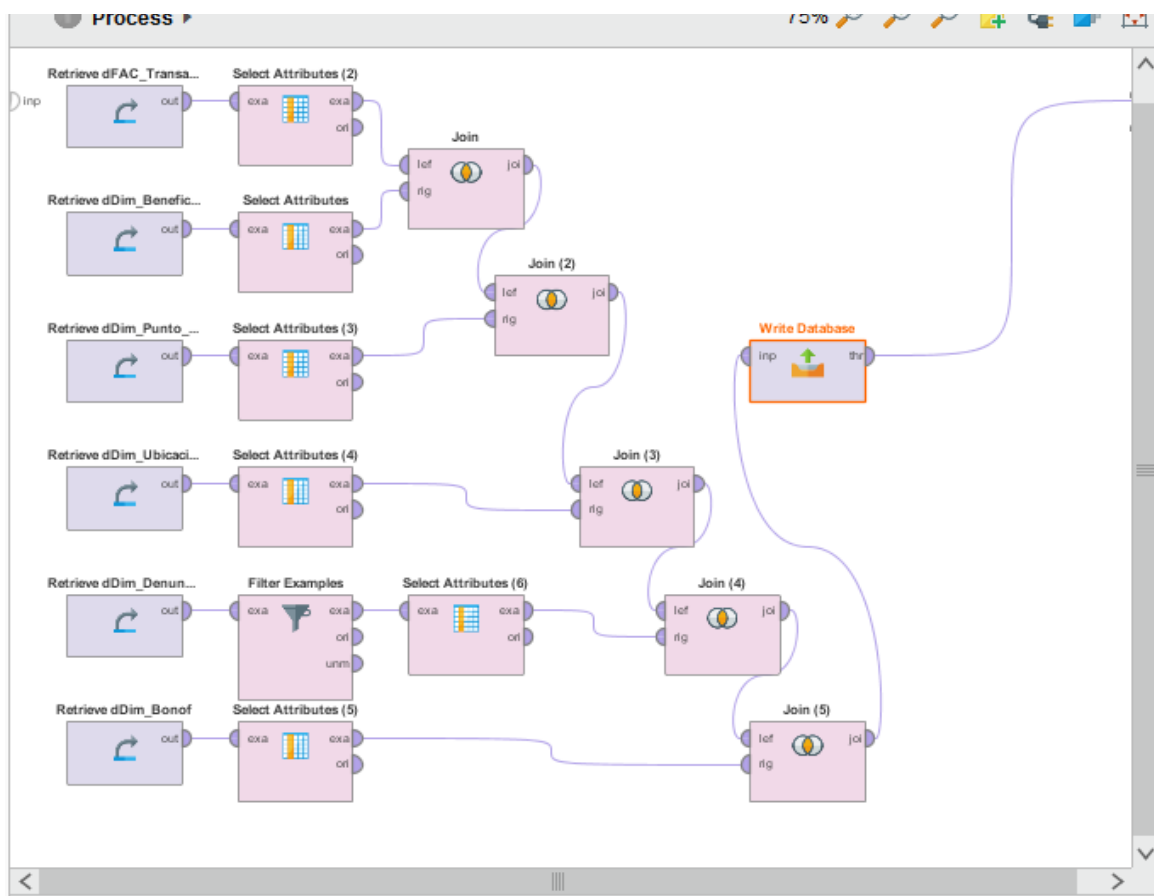 Process
75%
inp
Retrieve dFAC_Transa...
out
Select Attributes (2)
exa exa
ori
Join
lef joi
rig
Retrieve dDim_Benefic...
out
Select Attributes
exa exa
ori
Join (2)
lef joi
rig
Retrieve dDim_Punto_...
out
Select Attributes (3)
exa exa
ori
Write Database
inp thr
Retrieve dDim_Ubicaci...
out
Select Attributes (4)
exa exa
ori
Join (3)
lef joi
rig
Retrieve dDim_Denun...
out
Filter Examples
exa exa
ori
unm
Select Attributes (6)
exa exa
ori
Join (4)
lef joi
rig
Retrieve dDim_Bonof
out
Select Attributes (5)
exa exa
ori
Join (5)
lef joi
rig